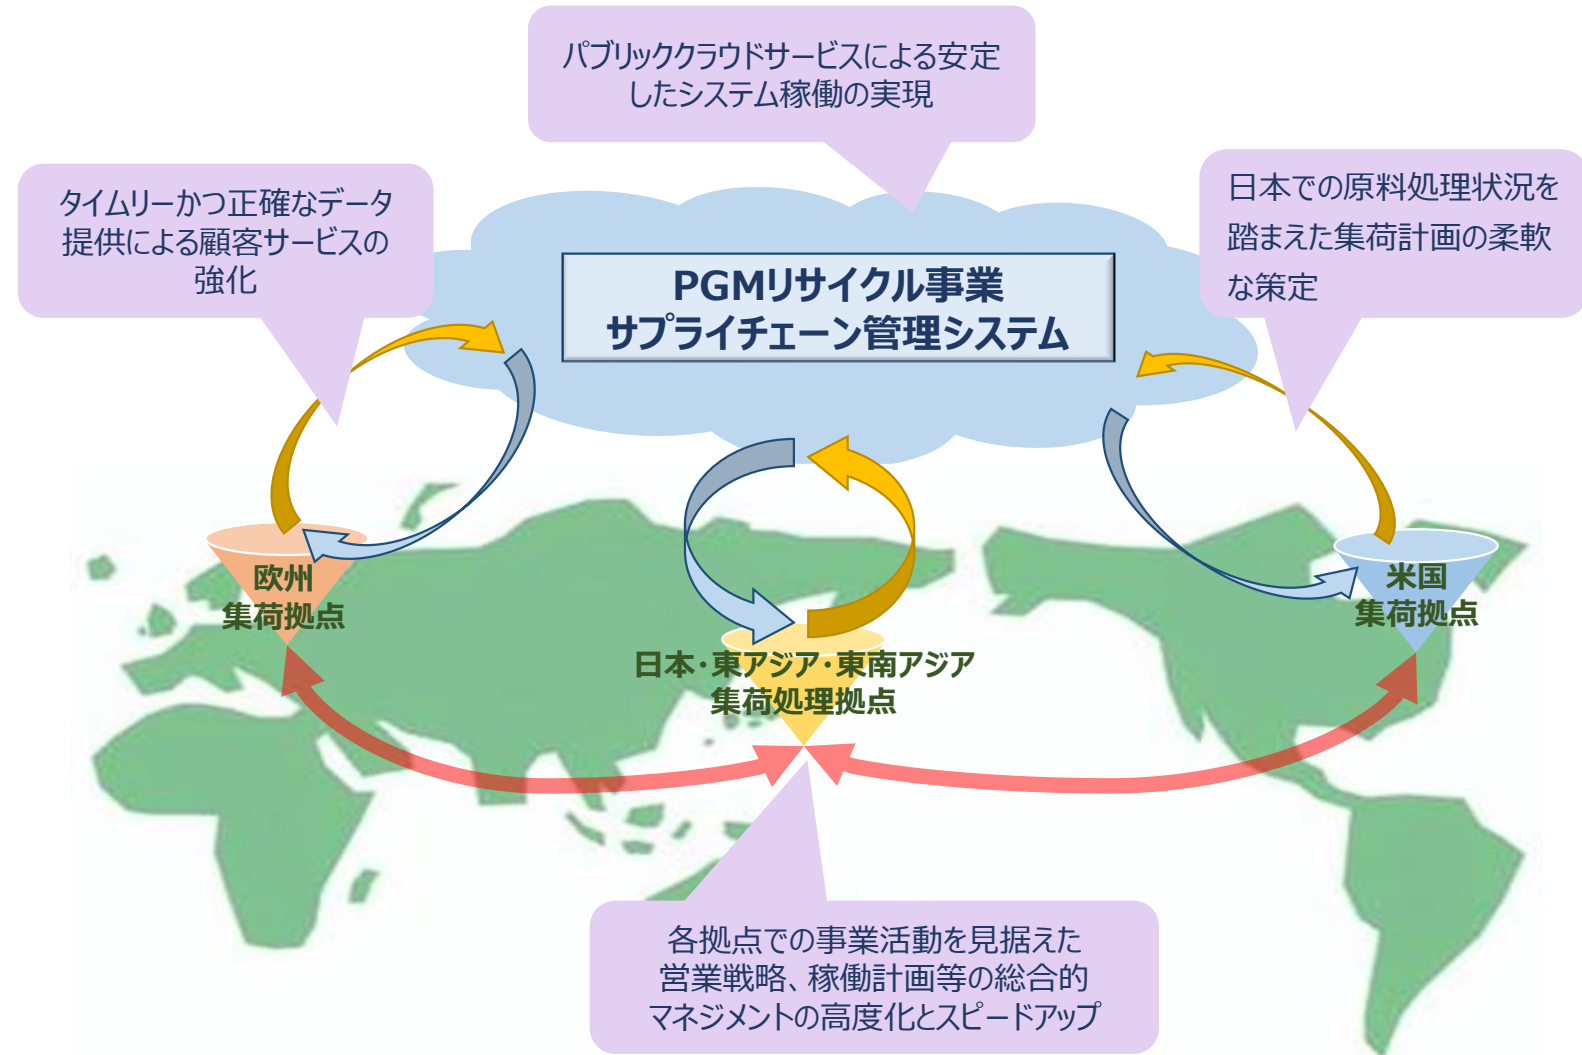 パブリッククラウドサービスによる安定
したシステム稼働の実現
タイムリーかつ正確なデータ
提供による顧客サービスの
強化
日本での原料処理状況を
踏まえた集荷計画の柔軟
な策定
PGMリサイクル事業
サプライチェーン管理システム
欧州
集荷拠点
日本・東アジア・東南アジア
集荷処理拠点
米国
集荷拠点
各拠点での事業活動を見据えた
営業戦略、稼働計画等の総合的
マネジメントの高度化とスピードアップ